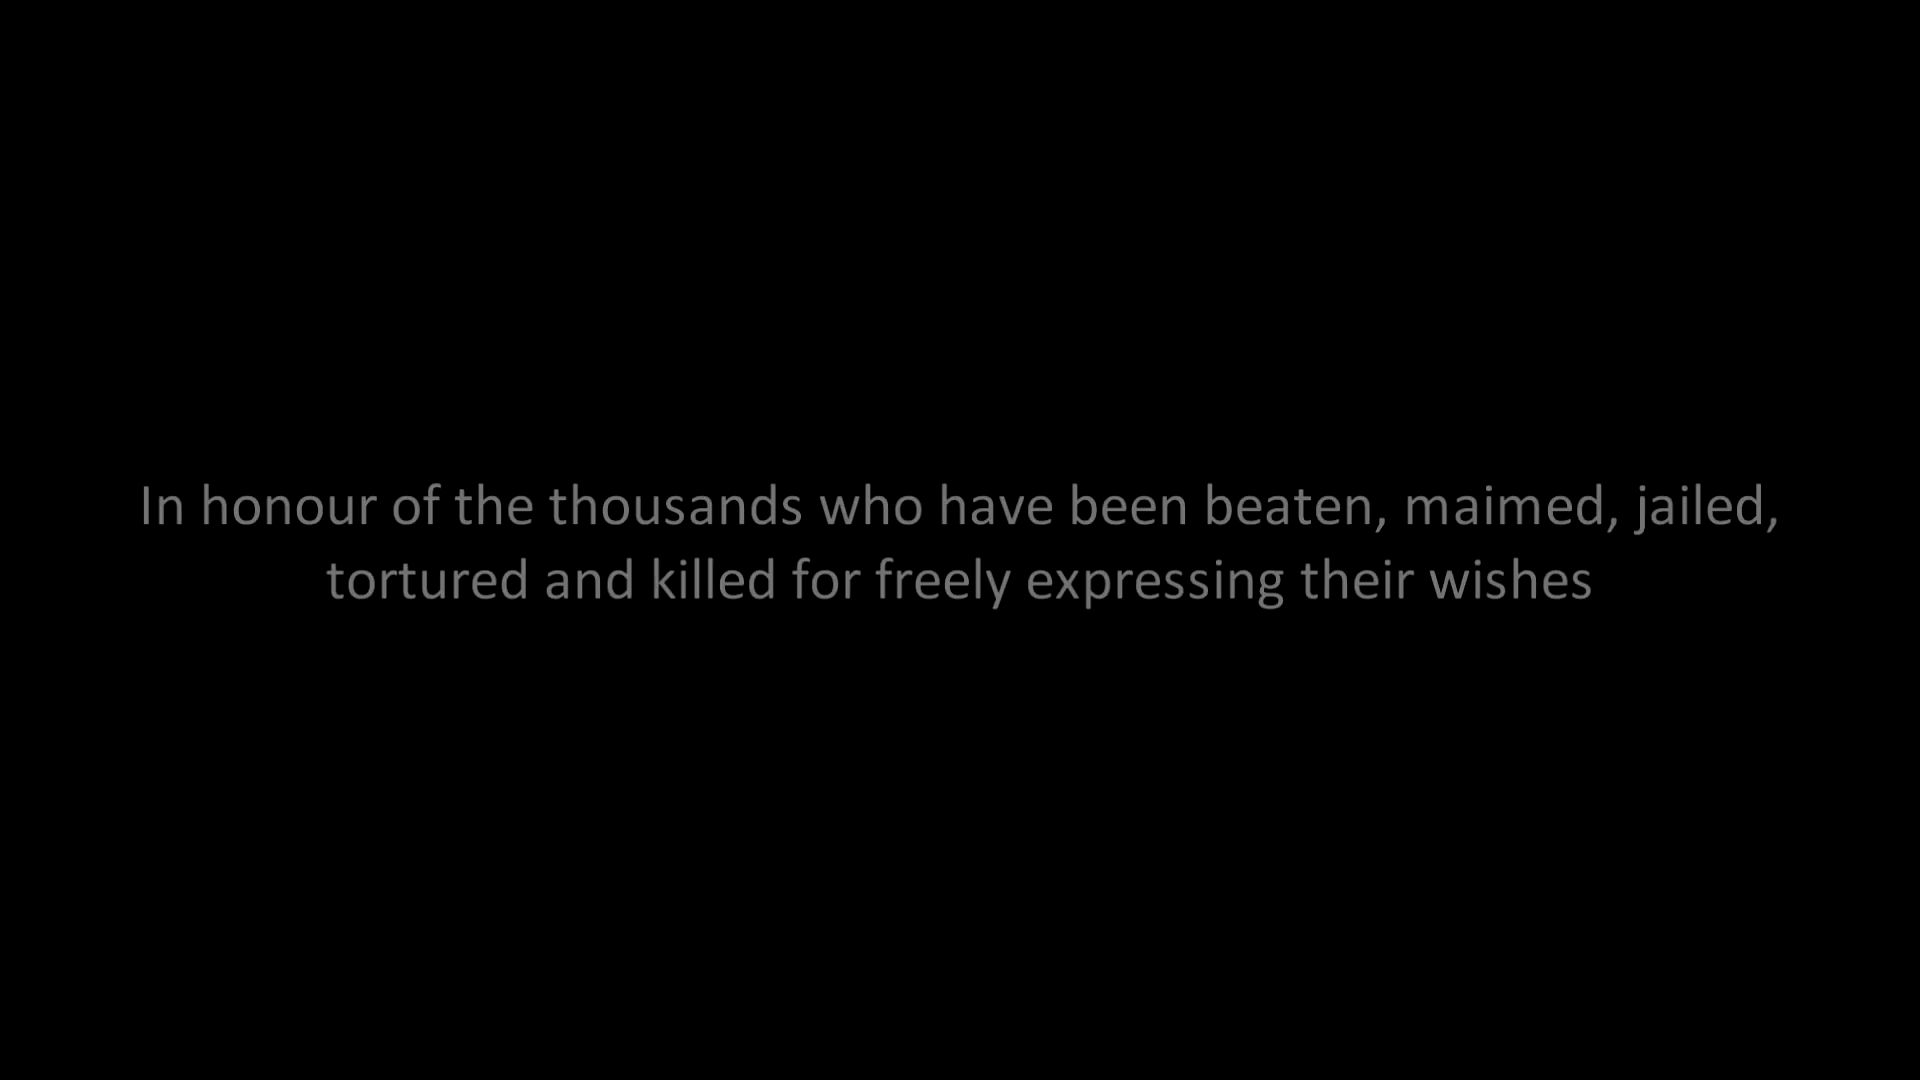 In honour of the thousands who have been beaten, maimed, jailed,
tortured and killed for freely expressing their wishes